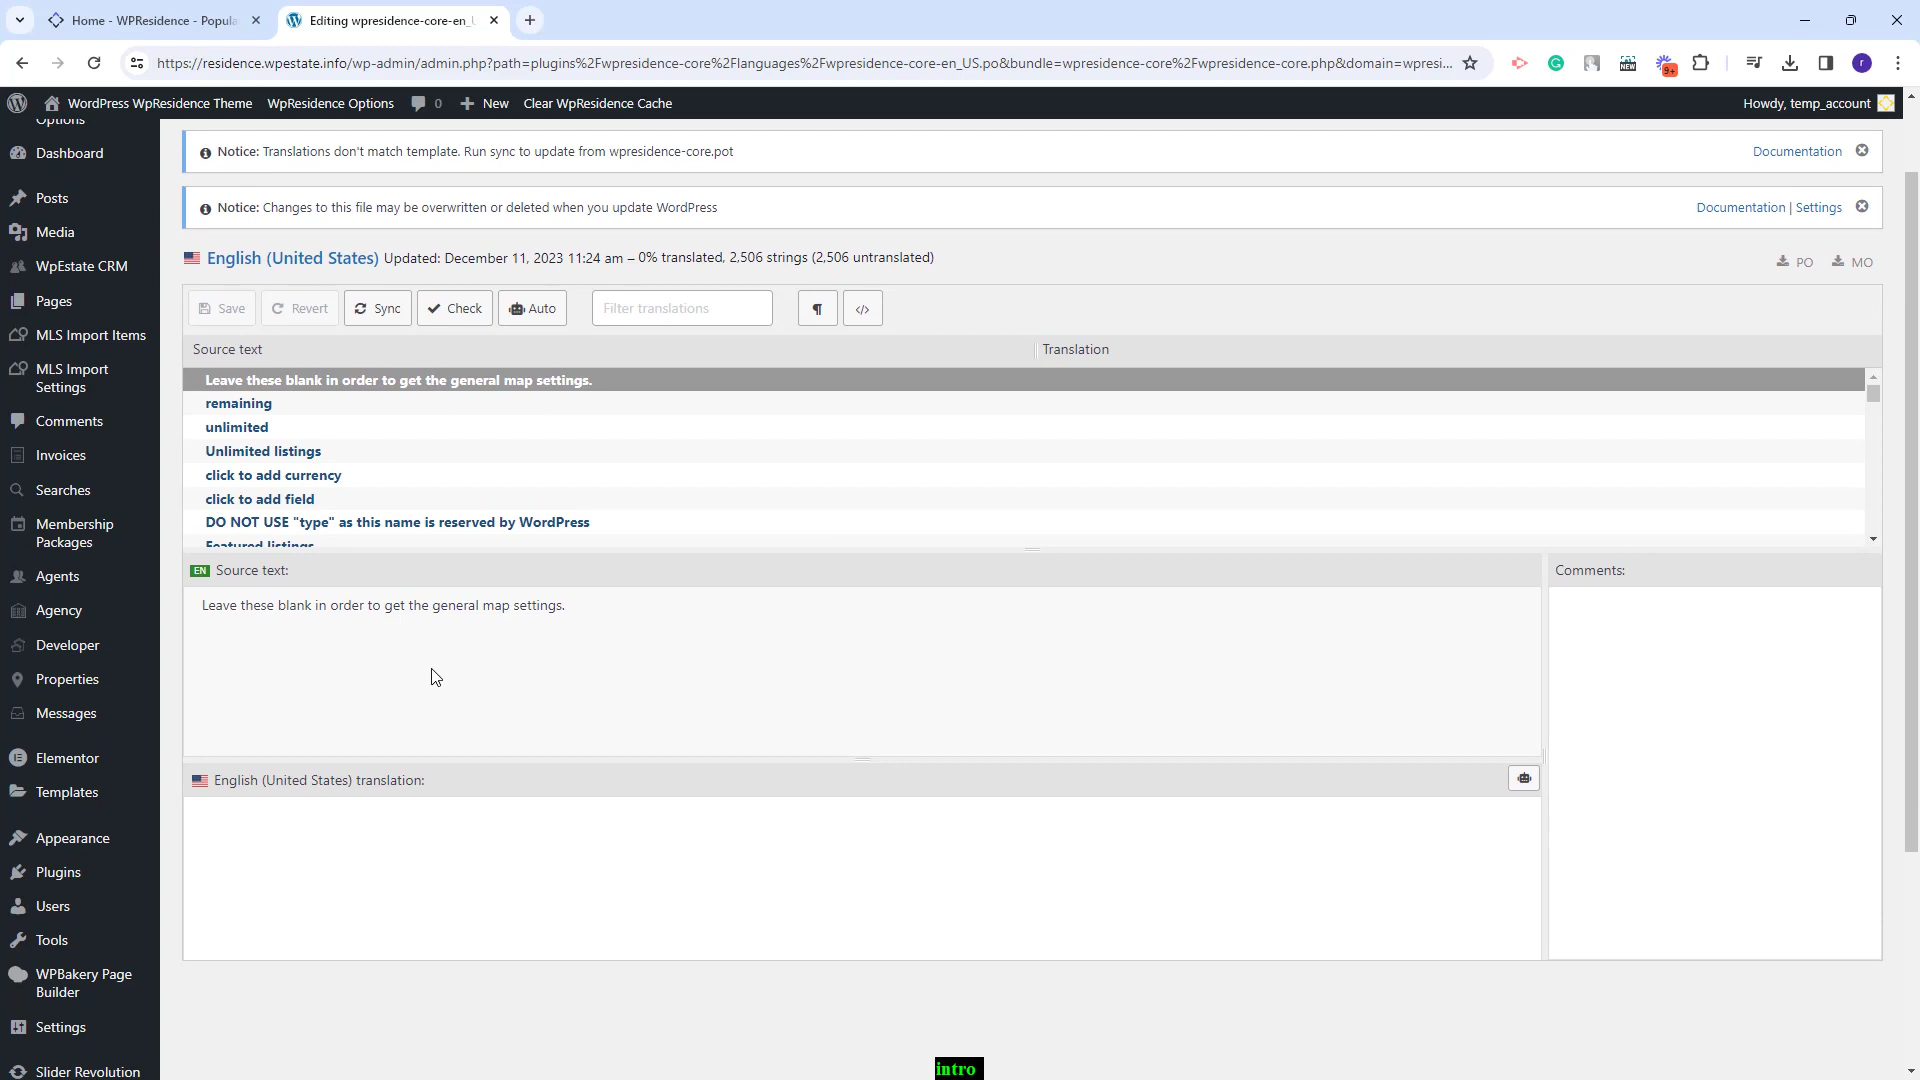 Home - WPResidence - Popula
Editing wpresidence-core-en_U
https://residence.wpestate.info/wp-admin/admin.php?path=plugins%2Fwpresidence-core%2Flanguages%2Fwpresidence-core-en_US.po&bundle=wpresidence-core%2Fwpresidence-core.php&domain=wpresi...
NEW
9+
r
WordPress WpResidence Theme
WpResidence Options
0
New
Clear WpResidence Cache
Howdy, temp_account
Options
Dashboard
Posts
Media
WpEstate CRM
Pages
MLS Import Items
MLS Import
Settings
Comments
Invoices
Searches
Membership
Packages
Agents
Agency
Developer
Properties
Messages
Elementor
Templates
Appearance
Plugins
Users
Tools
WPBakery Page
Builder
Settings
Slider Revolution
Notice: Translations don't match template. Run sync to update from wpresidence-core.pot
Documentation
Notice: Changes to this file may be overwritten or deleted when you update WordPress
Documentation | Settings
English (United States) Updated: December 11, 2023 11:24 am – 0% translated, 2,506 strings (2,506 untranslated)
PO
MO
Save
Revert
Sync
Check
Auto
Filter translations
¶
</>
Source text
Translation
Leave these blank in order to get the general map settings.
remaining
unlimited
Unlimited listings
click to add currency
click to add field
DO NOT USE "type" as this name is reserved by WordPress
Featured listings
EN Source text:
Leave these blank in order to get the general map settings.
Comments:
English (United States) translation:
intro